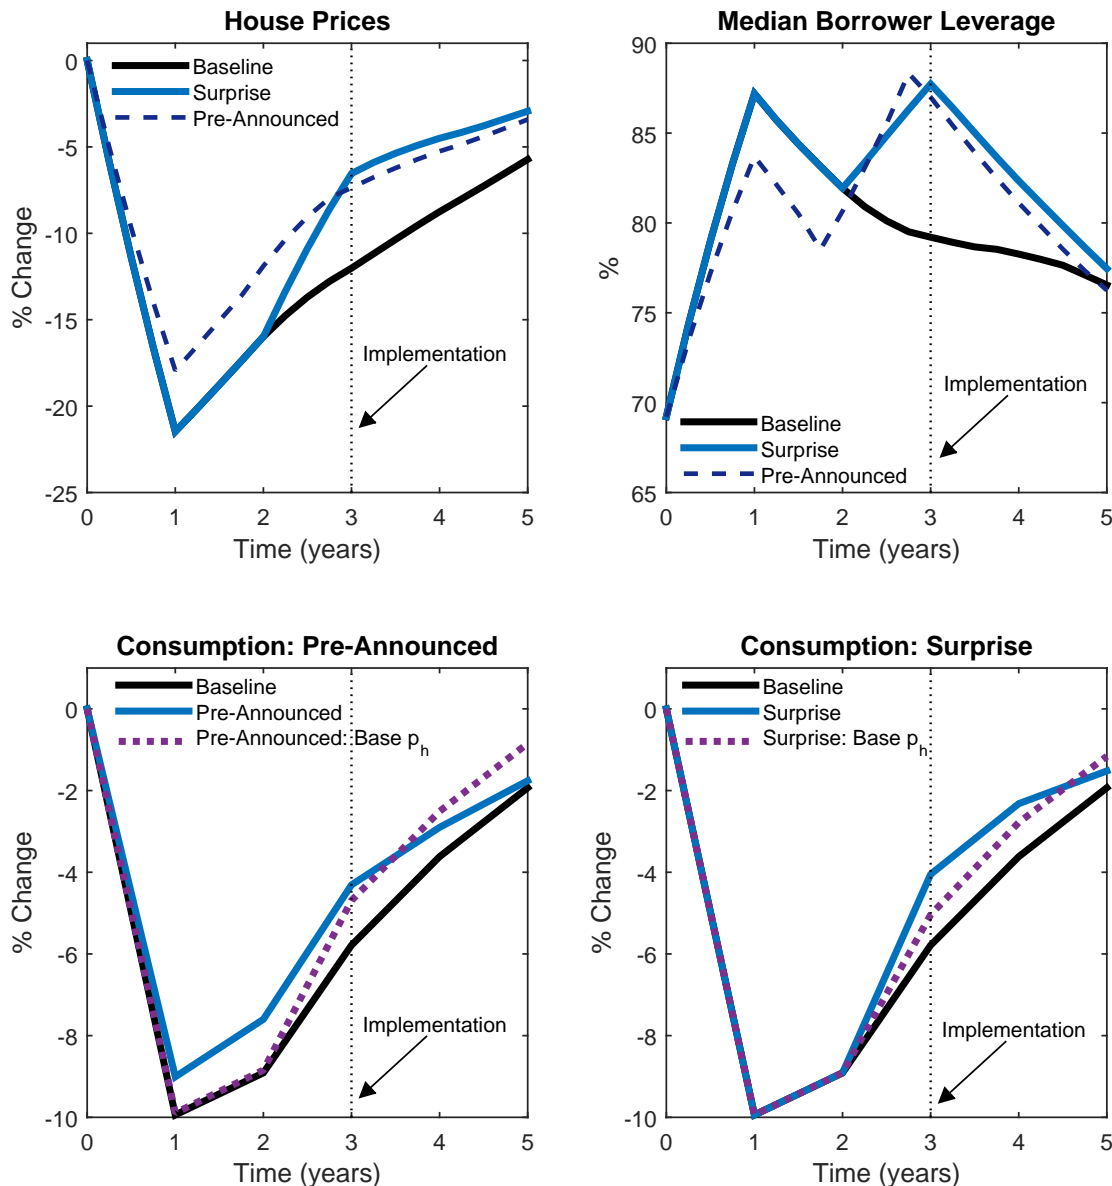 House Prices
Baseline
Surprise
Pre-Announced
Implementation
0
-5
-10
-15
-20
-25
% Change
0 1 2 3 4 5
Time (years)
Median Borrower Leverage
90
85
80
75
70
65
%
Implementation
Baseline
Surprise
Pre-Announced
0 1 2 3 4 5
Time (years)
Consumption: Pre-Announced
Baseline
Pre-Announced
Pre-Announced: Base p_h
Implementation
0
-2
-4
-6
-8
-10
% Change
0 1 2 3 4 5
Time (years)
Consumption: Surprise
Baseline
Surprise
Surprise: Base p_h
Implementation
0
-2
-4
-6
-8
-10
% Change
0 1 2 3 4 5
Time (years)